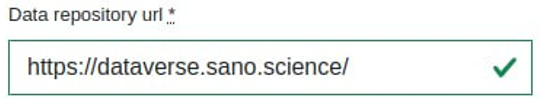 Data repository url *
https://dataverse.sano.science/